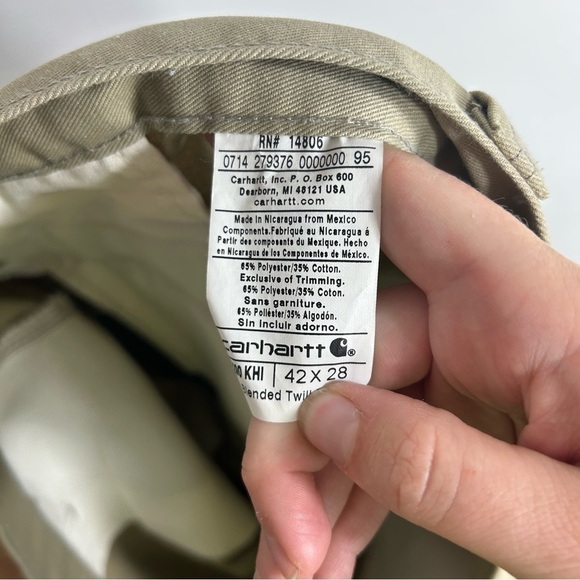 RN# 14806
0714 279376 0000000 95
Carhartt, Inc. P.O. Box 600
Dearborn, MI 48121 USA
carhartt.com
Made in Nicaragua from Mexico
Components.Fabriqué au Nicaragua à
Partir des composants du Mexique. Hecho
en Nicaragua de los Componentes de México.
65% Polyester/35% Cotton.
Exclusive of Trimming.
65% Polyester/35% Coton.
Sans garniture.
65% Poliéster/35% Algodón.
Sin incluir adorno.
carhartt ®
KHI 42 X 28